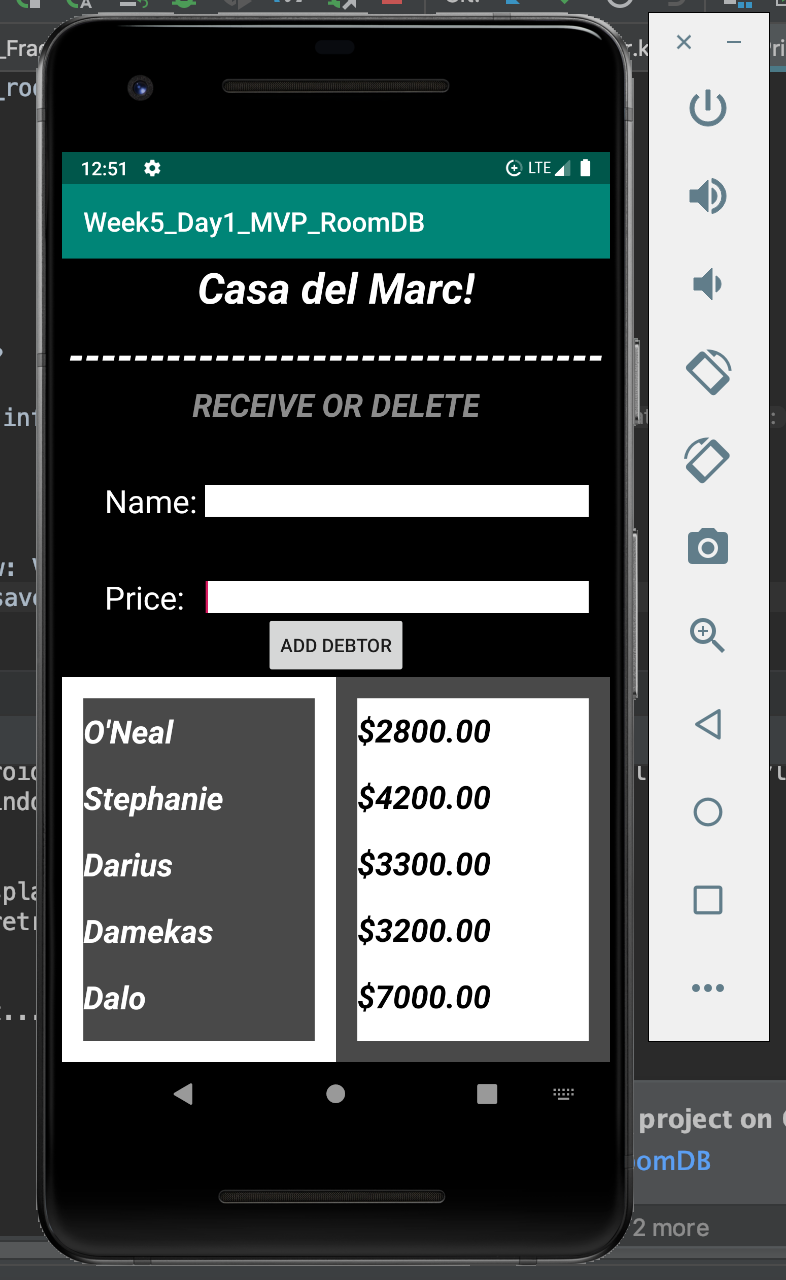 12:51 LTE
Week5_Day1_MVP_RoomDB
Casa del Marc!
---------------------------------
RECEIVE OR DELETE
Name:
Price:
ADD DEBTOR
O'Neal $2800.00
Stephanie $4200.00
Darius $3300.00
Damekas $3200.00
Dalo $7000.00
project on
omDB
2 more